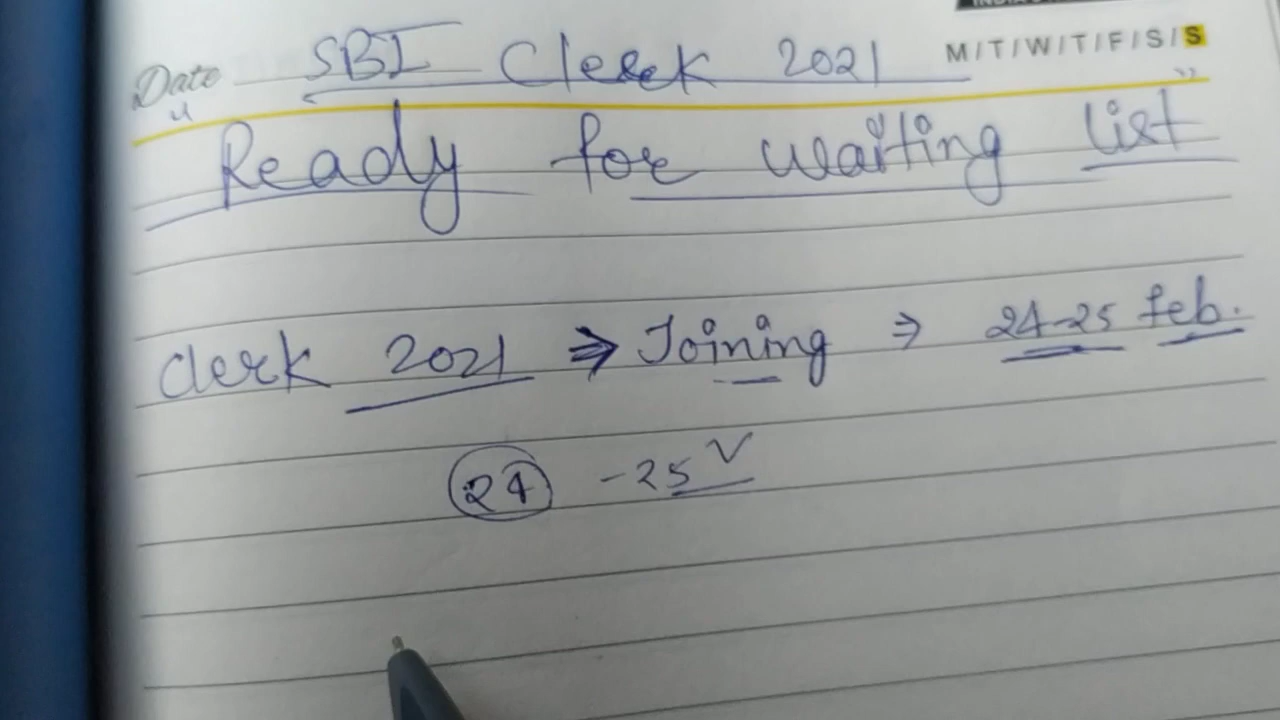 SBI Clerk 2021
Date M/T/W/T/F/S/S
"Ready for waiting list"
Clerk 2021 ⇒ Joining ⇒ 24-25 feb.
24 -25 ✓